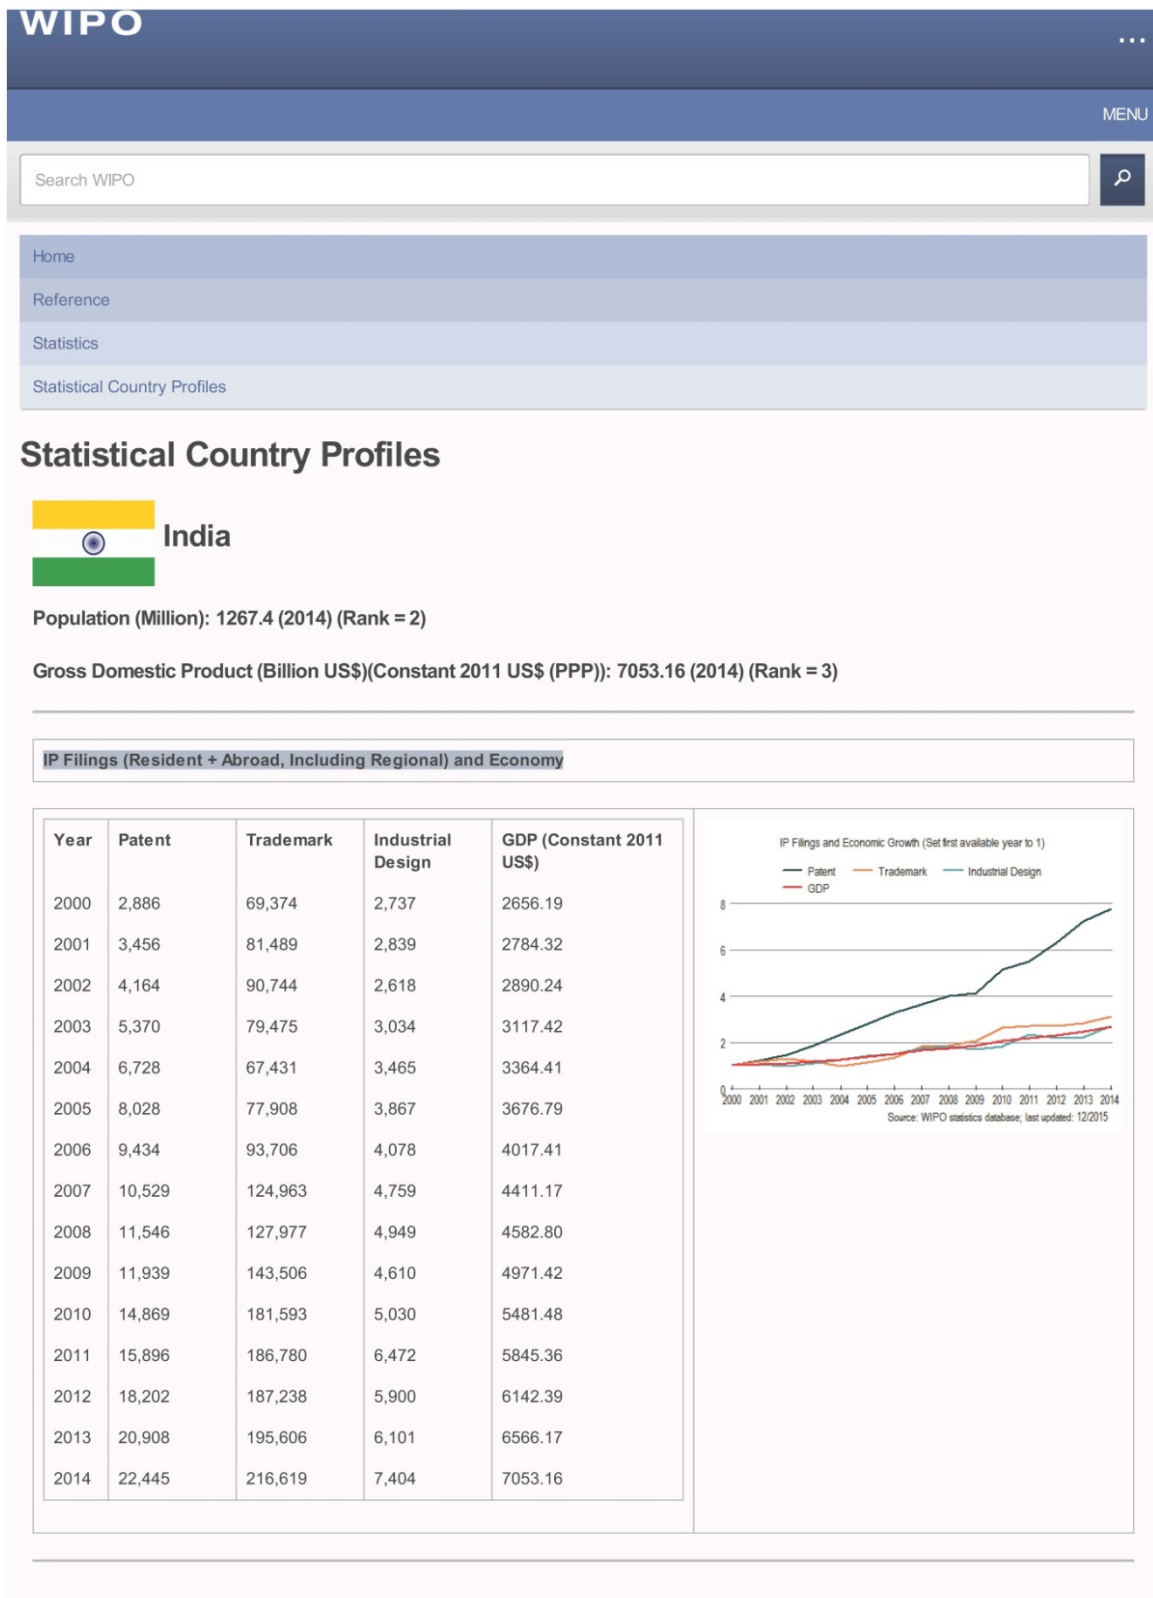 WIPO
...
MENU
Search WIPO
Home
Reference
Statistics
Statistical Country Profiles
Statistical Country Profiles
India
Population (Million): 1267.4 (2014) (Rank = 2)
Gross Domestic Product (Billion US$)(Constant 2011 US$ (PPP)): 7053.16 (2014) (Rank = 3)
IP Filings (Resident + Abroad, Including Regional) and Economy
Year Patent Trademark Industrial Design GDP (Constant 2011 US$)
2000 2,886 69,374 2,737 2656.19
2001 3,456 81,489 2,839 2784.32
2002 4,164 90,744 2,618 2890.24
2003 5,370 79,475 3,034 3117.42
2004 6,728 67,431 3,465 3364.41
2005 8,028 77,908 3,867 3676.79
2006 9,434 93,706 4,078 4017.41
2007 10,529 124,963 4,759 4411.17
2008 11,546 127,977 4,949 4582.80
2009 11,939 143,506 4,610 4971.42
2010 14,869 181,593 5,030 5481.48
2011 15,896 186,780 6,472 5845.36
2012 18,202 187,238 5,900 6142.39
2013 20,908 195,606 6,101 6566.17
2014 22,445 216,619 7,404 7053.16
IP Filings and Economic Growth (Set first available year to 1)
Patent Trademark Industrial Design
GDP
8
6
4
2
0
2000 2001 2002 2003 2004 2005 2006 2007 2008 2009 2010 2011 2012 2013 2014
Source: WIPO statistics database; last updated: 12/2015